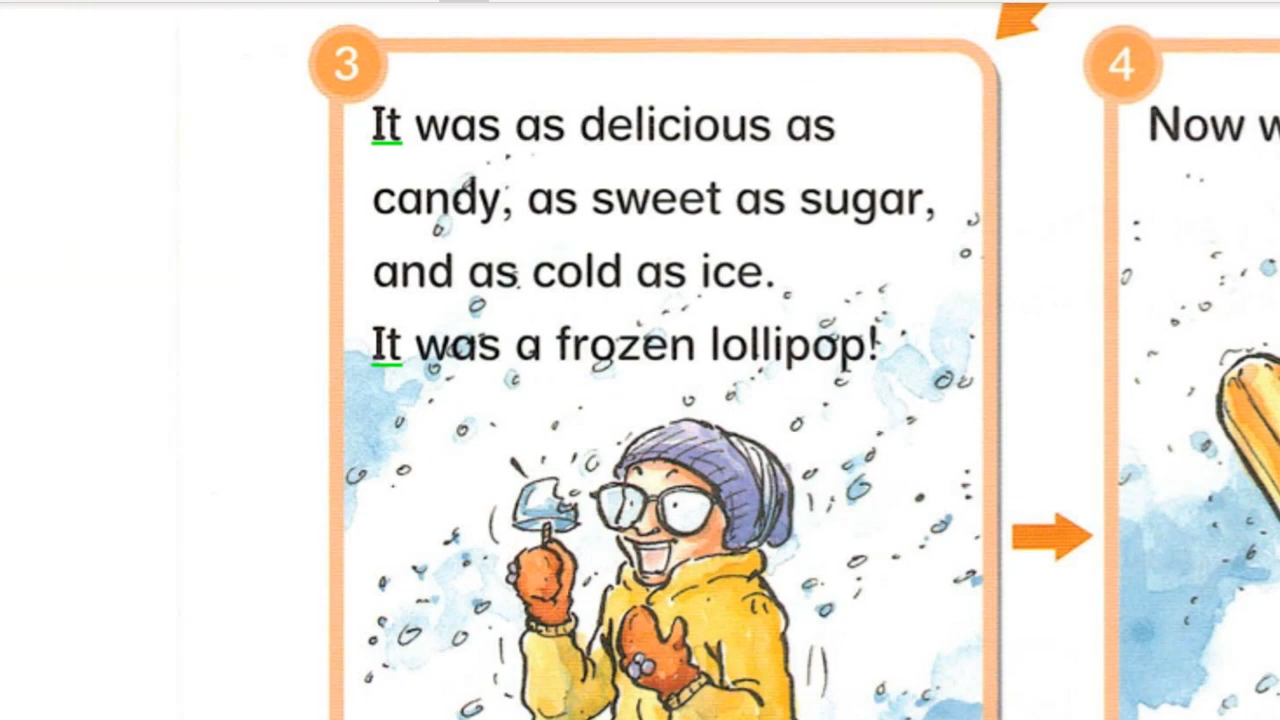 3
It was as delicious as
candy, as sweet as sugar,
and as cold as ice.
It was a frozen lollipop!
4
Now